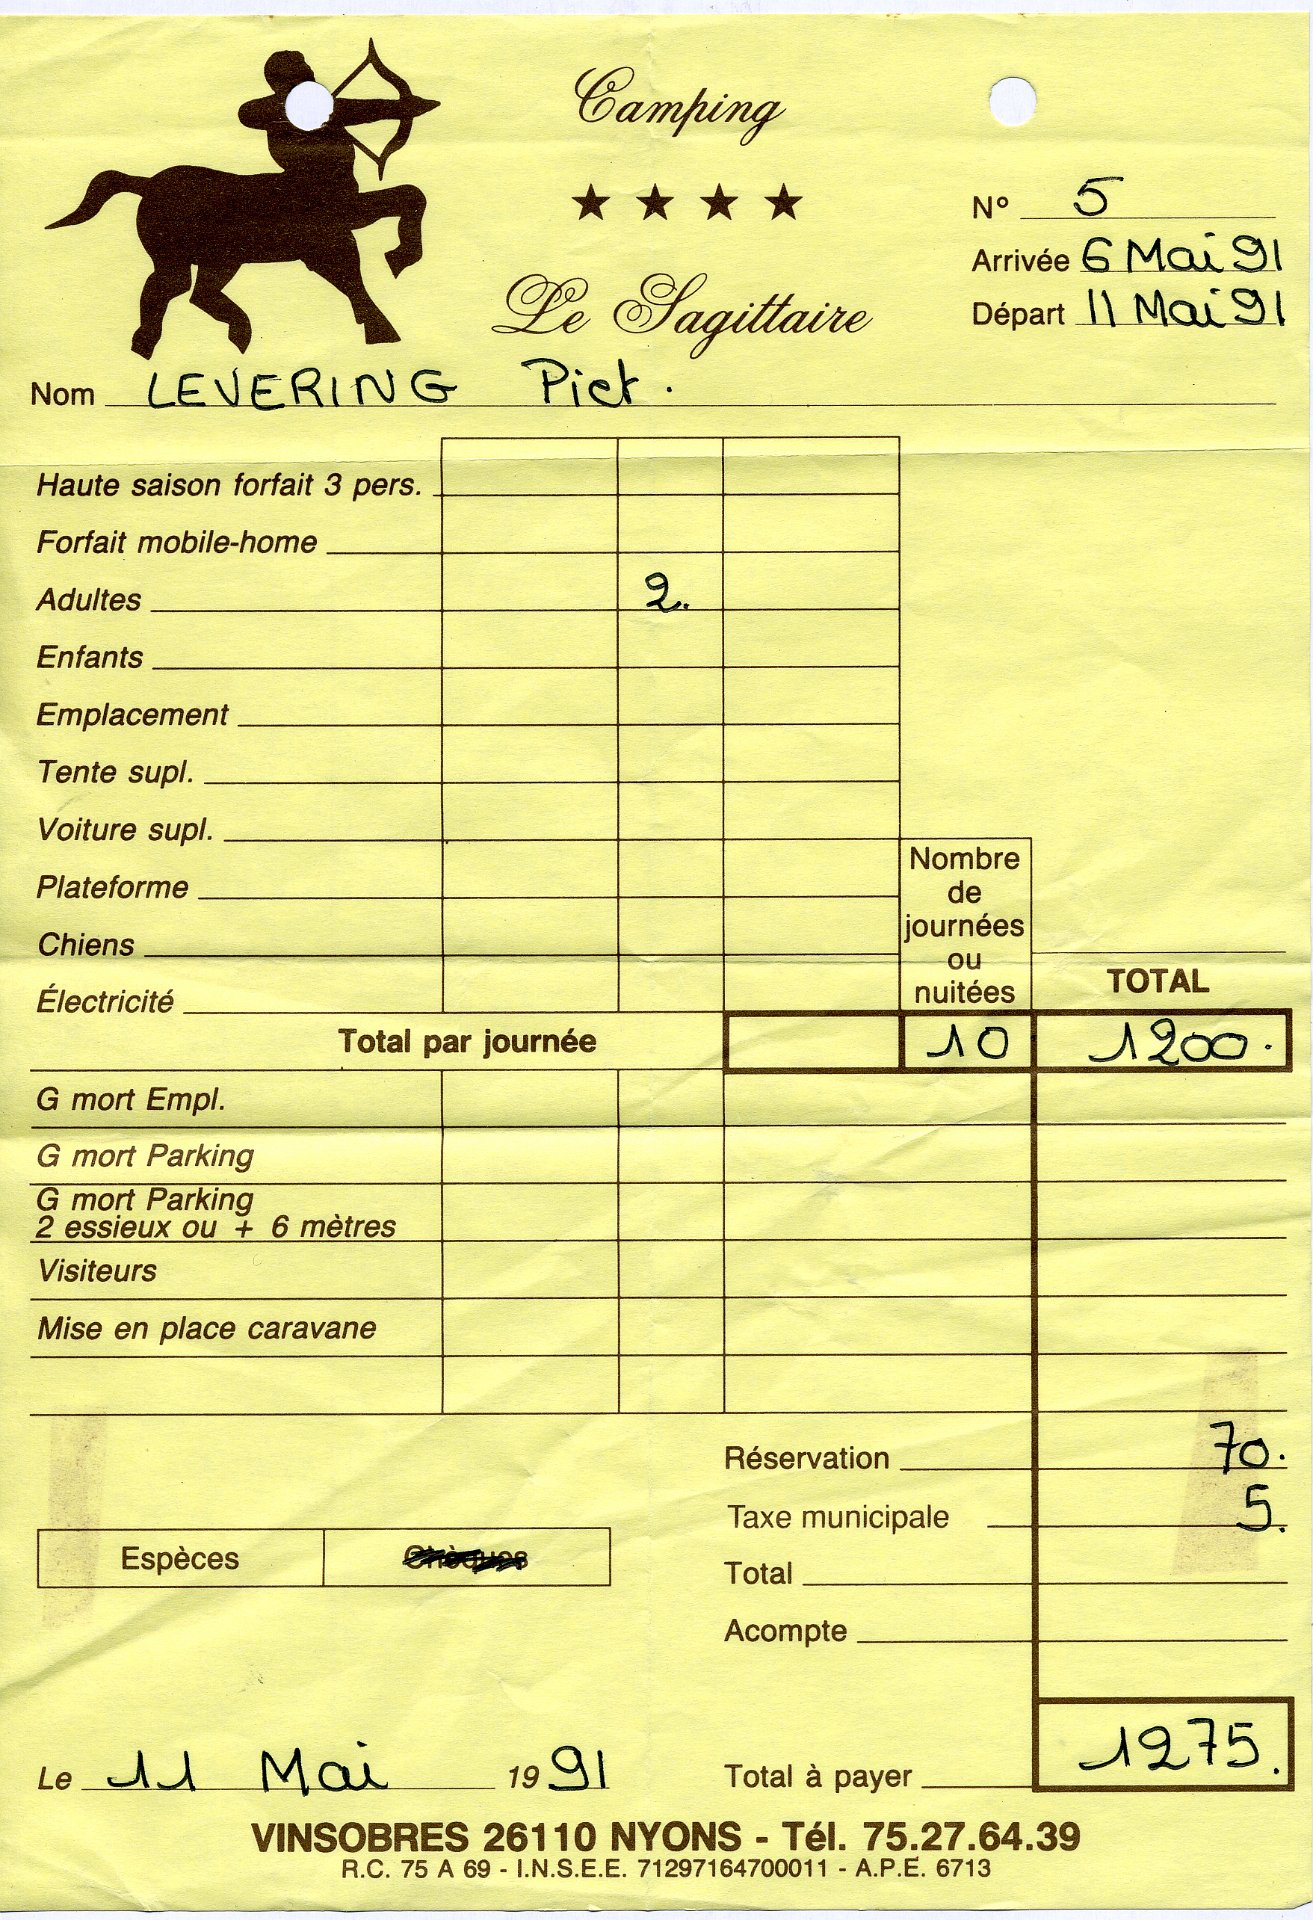 Camping
★ ★ ★ ★
Le Sagittaire
N° 5
Arrivée 6 Mai 91
Départ 11 Mai 91
Nom LEVERING Piet.
Haute saison forfait 3 pers.
Forfait mobile-home
Adultes 2.
Enfants
Emplacement
Tente supl.
Voiture supl.
Plateforme
Chiens
Électricité
Nombre
de
journées
ou
nuitées
TOTAL
Total par journée 10 1200.
G mort Empl.
G mort Parking
G mort Parking
2 essieux ou + 6 mètres
Visiteurs
Mise en place caravane
Réservation 70.
Taxe municipale 5.
Espèces Chèques
Total
Acompte
Le 11 Mai 1991
Total à payer 1275.
VINSOBRES 26110 NYONS - Tél. 75.27.64.39
R.C. 75 A 69 - I.N.S.E.E. 71297164700011 - A.P.E. 6713